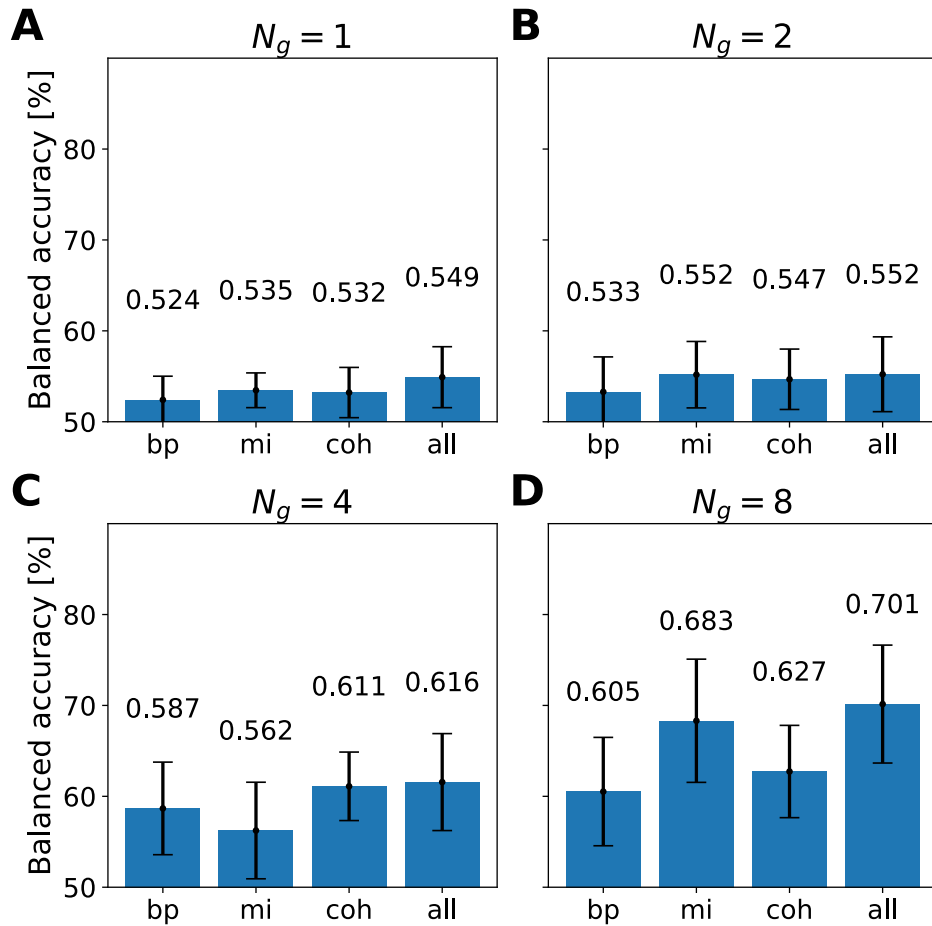 A
N_g = 1
Balanced accuracy [%]
80
70
60
50
0.524 0.535 0.532 0.549
bp mi coh all
B
N_g = 2
0.533 0.552 0.547 0.552
bp mi coh all
C
N_g = 4
Balanced accuracy [%]
80
70
60
50
0.587 0.562 0.611 0.616
bp mi coh all
D
N_g = 8
0.605 0.683 0.627 0.701
bp mi coh all